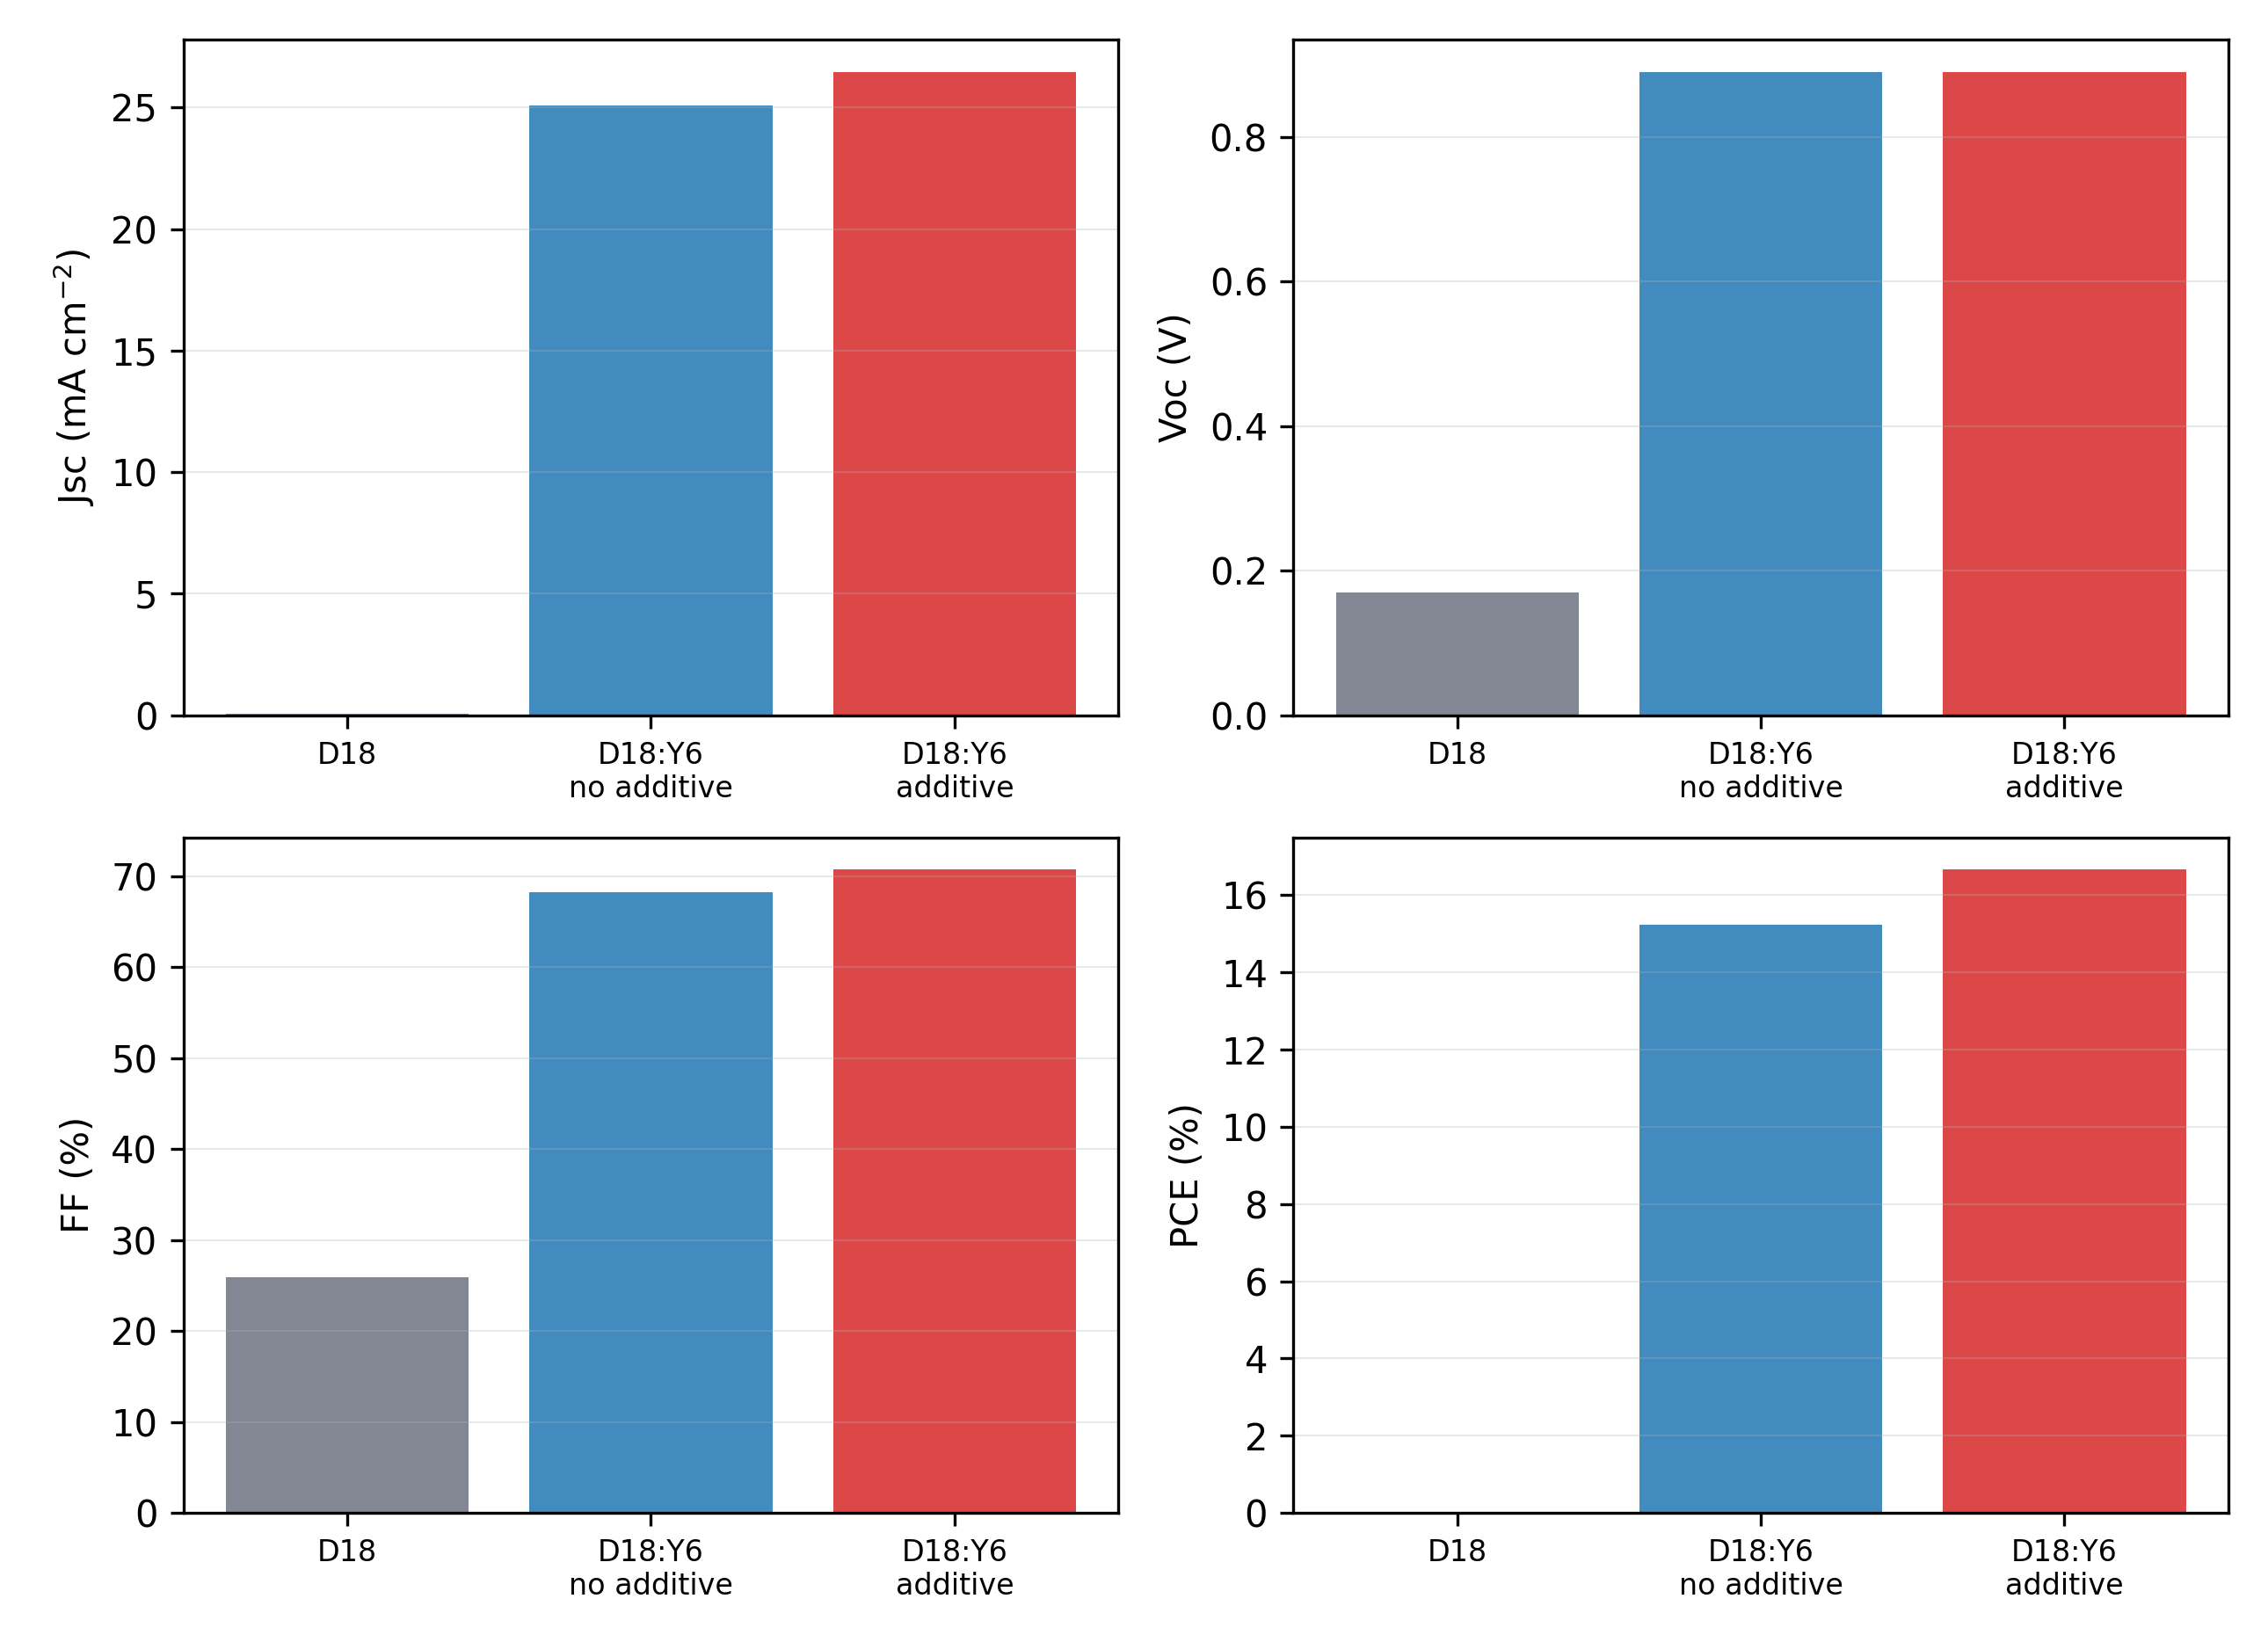 Jsc (mA cm⁻²)
25
20
15
10
5
0
D18
D18:Y6
no additive
D18:Y6
additive
Voc (V)
0.8
0.6
0.4
0.2
0.0
D18
D18:Y6
no additive
D18:Y6
additive
FF (%)
70
60
50
40
30
20
10
0
D18
D18:Y6
no additive
D18:Y6
additive
PCE (%)
16
14
12
10
8
6
4
2
0
D18
D18:Y6
no additive
D18:Y6
additive